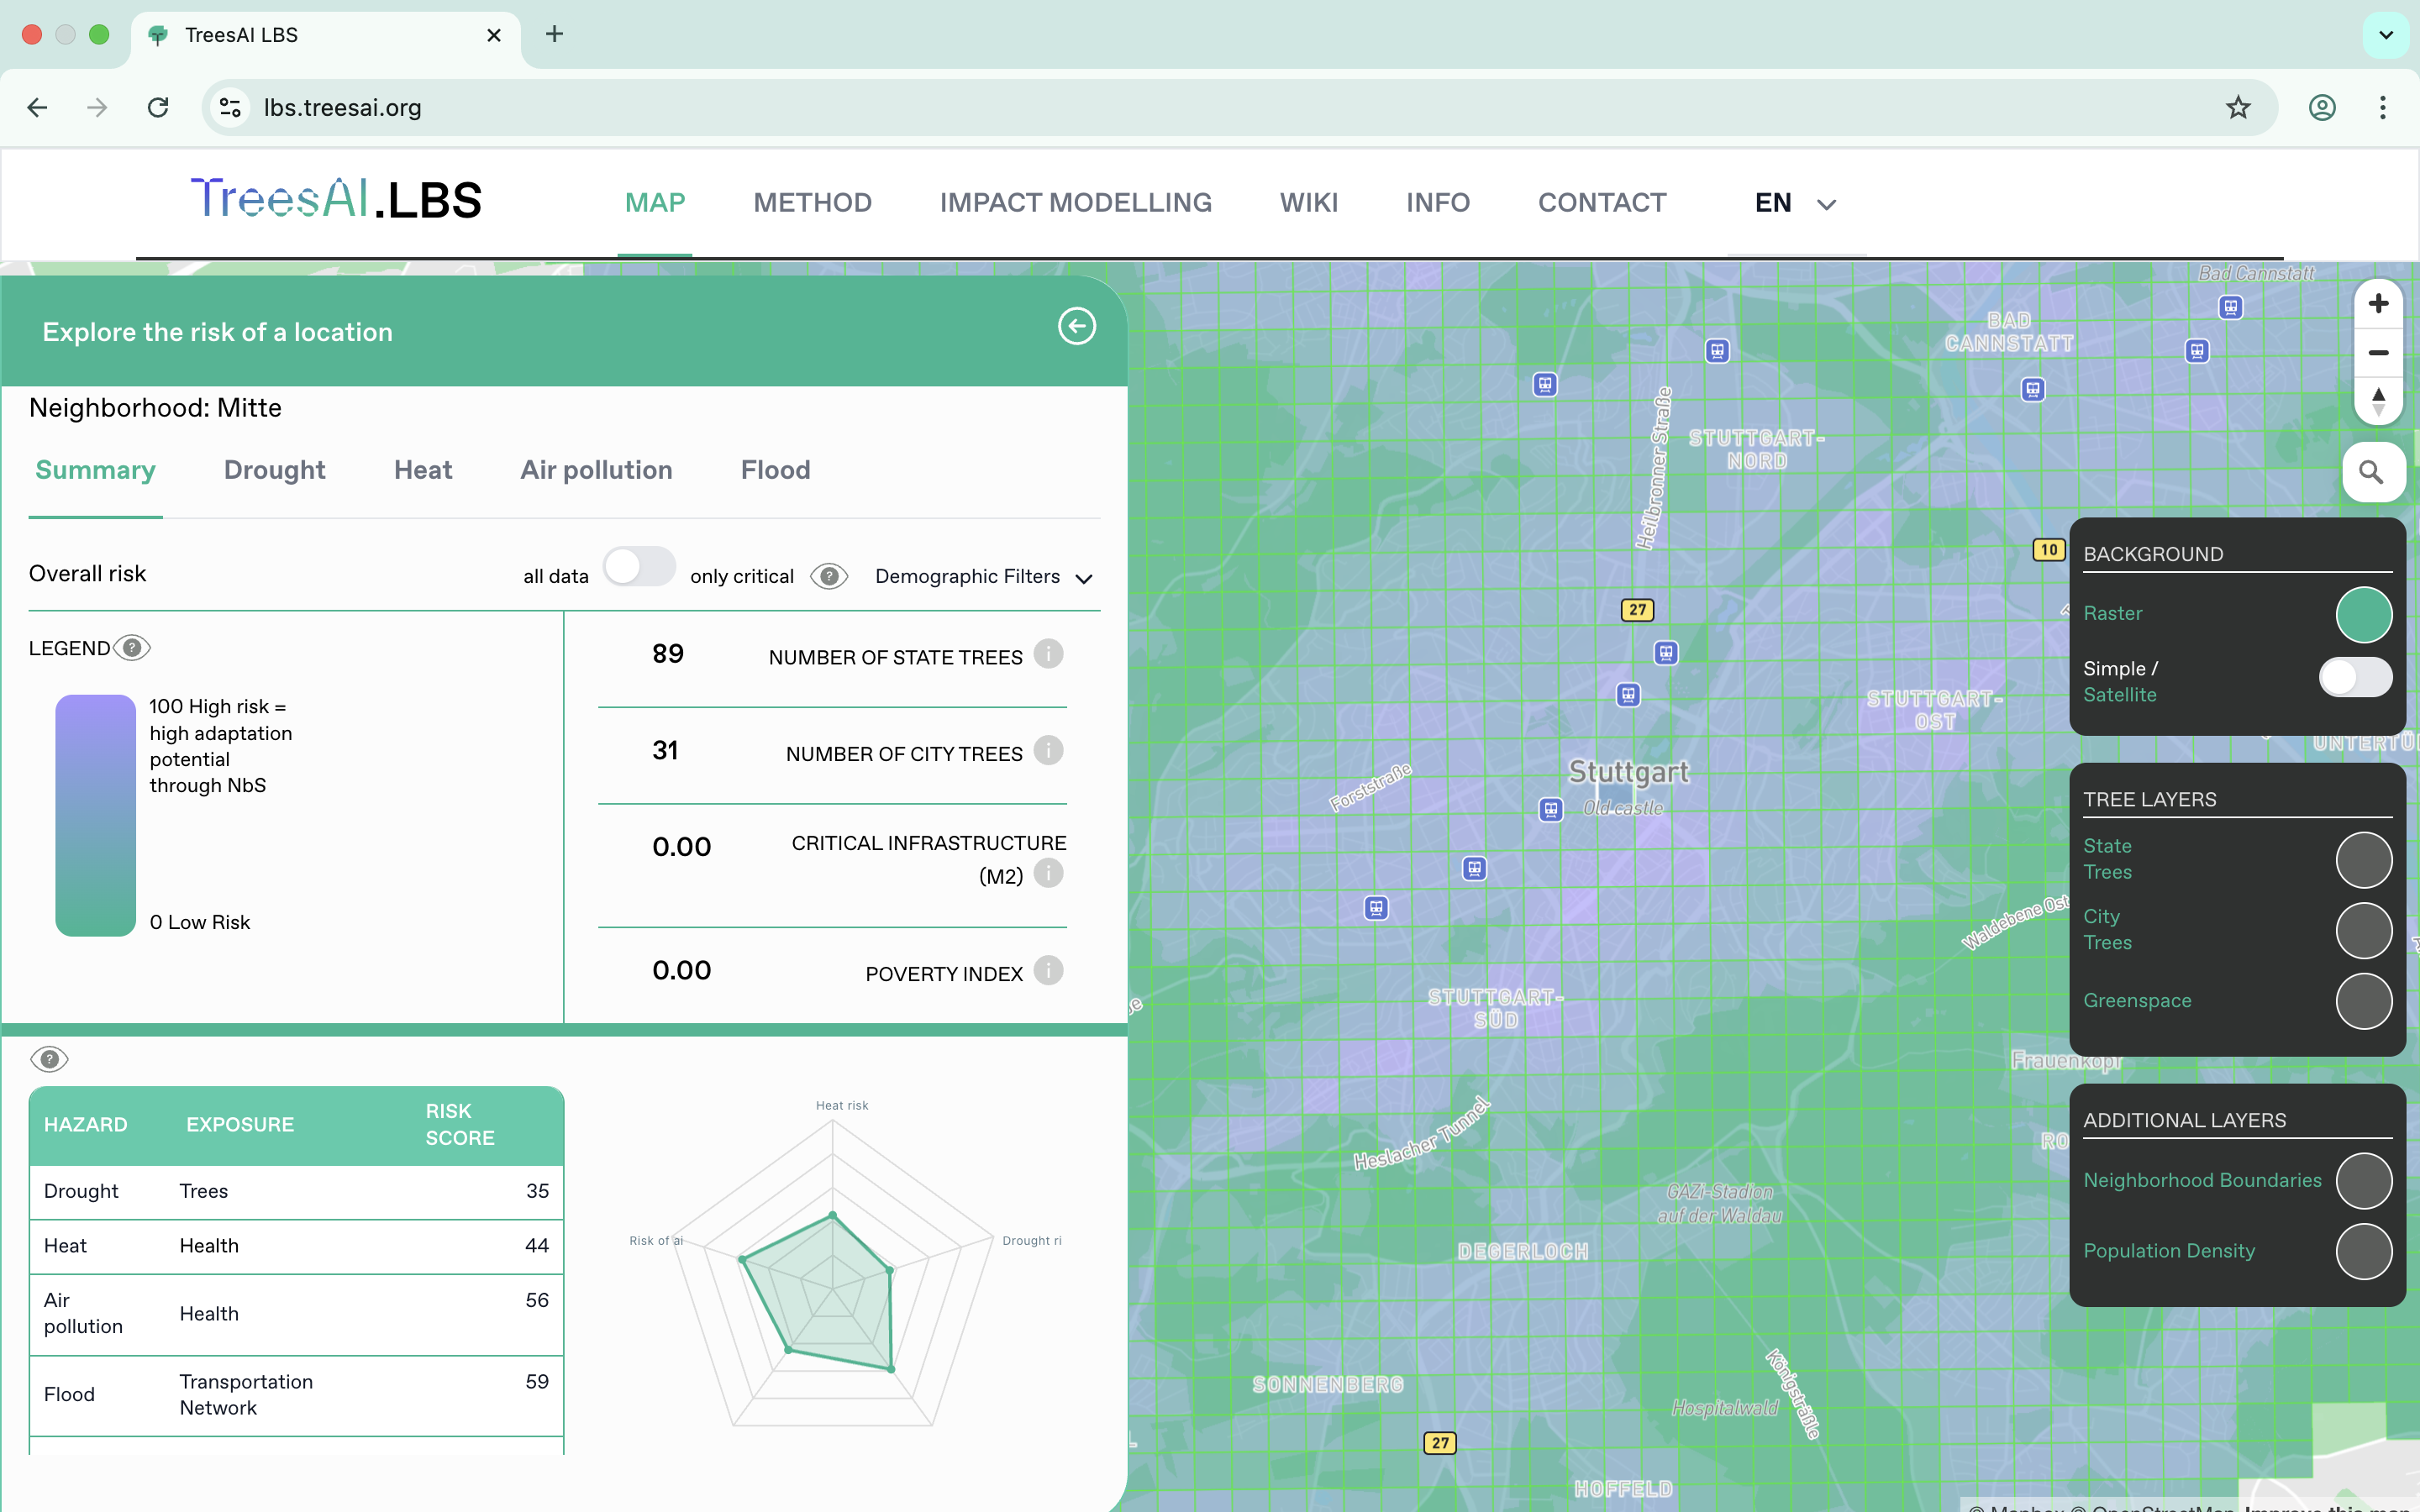 TreesAI LBS
lbs.treesai.org
TreesAI.LBS
MAP
METHOD
IMPACT MODELLING
WIKI
INFO
CONTACT
EN
Explore the risk of a location
Neighborhood: Mitte
Summary
Drought
Heat
Air pollution
Flood
Overall risk
all data
only critical
Demographic Filters
LEGEND
100 High risk =
high adaptation
potential
through NbS
0 Low Risk
89
NUMBER OF STATE TREES
31
NUMBER OF CITY TREES
0.00
CRITICAL INFRASTRUCTURE
(M2)
0.00
POVERTY INDEX
HAZARD
EXPOSURE
RISK
SCORE
Drought
Trees
35
Heat
Health
44
Air
pollution
Health
56
Flood
Transportation
Network
59
Heat risk
Risk of ai
Drought ri
Bad Cannstatt
BAD
CANNSTATT
Heilbronner Straße
STUTTGART-
NORD
10
27
STUTTGART-
OST
Stuttgart
Old castle
Forststraße
Waldebene Ost
STUTTGART-
SÜD
Frauenkopf
Heslacher Tunnel
GAZi-Stadion
auf der Waldau
DEGERLOCH
SONNENBERG
Hospitalwald
Königsträßle
27
HOFFELD
BACKGROUND
Raster
Simple /
Satellite
TREE LAYERS
State
Trees
City
Trees
Greenspace
ADDITIONAL LAYERS
Neighborhood Boundaries
Population Density
© Mapbox © OpenStreetMap Improve this map